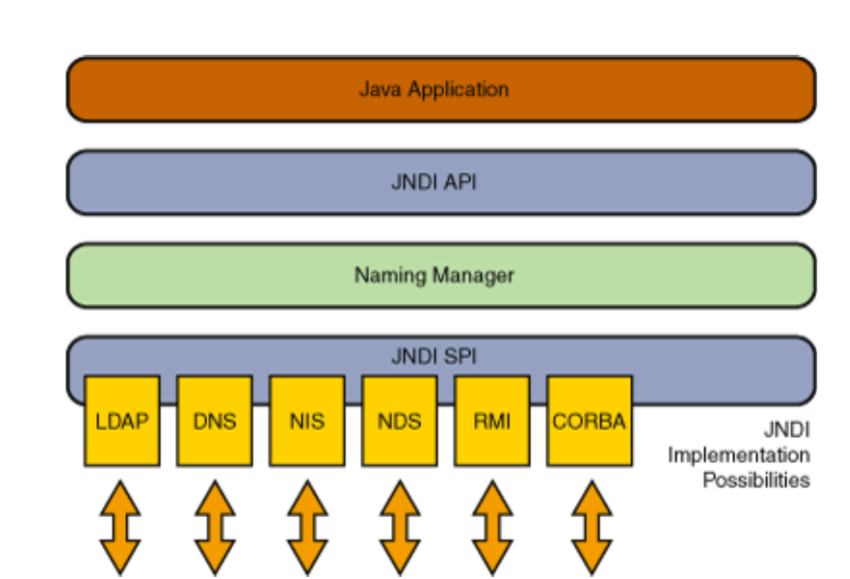 Java Application
JNDI API
Naming Manager
JNDI SPI
LDAP DNS NIS NDS RMI CORBA
JNDI
Implementation
Possibilities